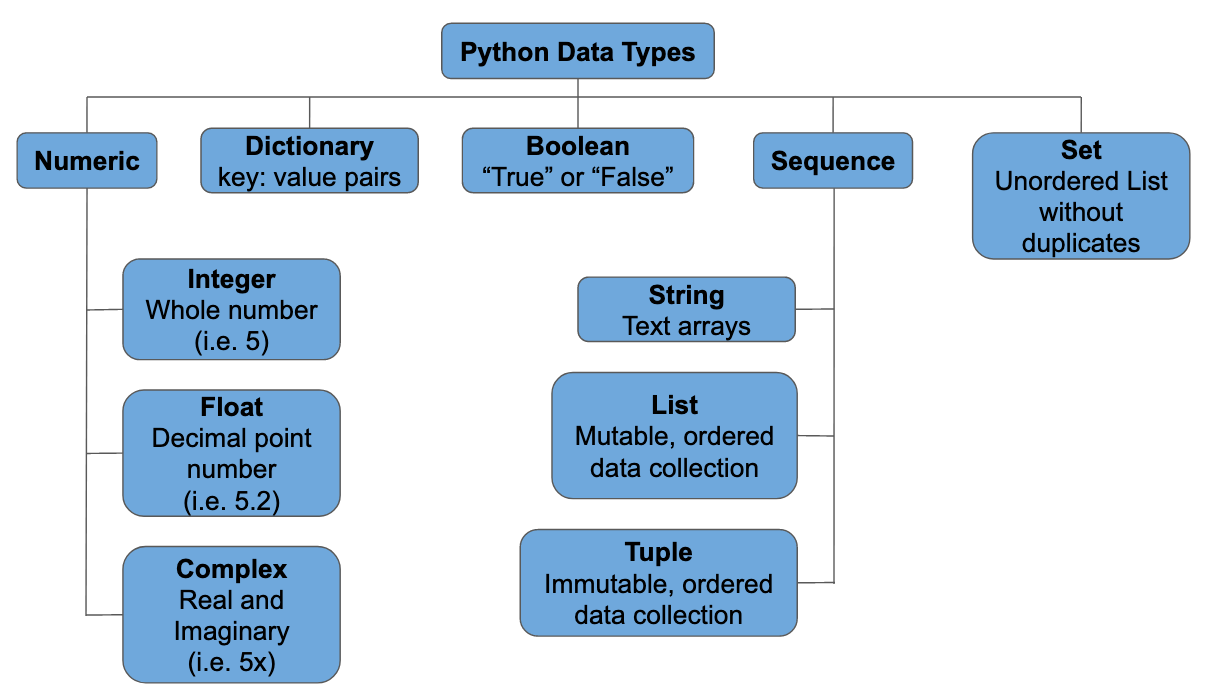 Python Data Types
Numeric
Dictionary
key: value pairs
Boolean
“True” or “False”
Sequence
Set
Unordered List
without
duplicates
Integer
Whole number
(i.e. 5)
Float
Decimal point
number
(i.e. 5.2)
Complex
Real and
Imaginary
(i.e. 5x)
String
Text arrays
List
Mutable, ordered
data collection
Tuple
Immutable, ordered
data collection